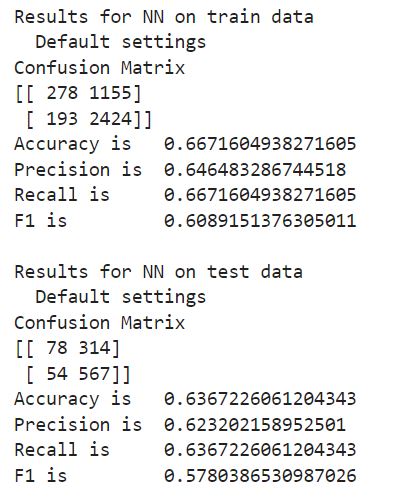 Results for NN on train data
  Default settings
Confusion Matrix
[[ 278 1155]
 [ 193 2424]]
Accuracy is   0.6671604938271605
Precision is  0.646483286744518
Recall is     0.6671604938271605
F1 is         0.6089151376305011

Results for NN on test data
  Default settings
Confusion Matrix
[[ 78 314]
 [ 54 567]]
Accuracy is   0.6367226061204343
Precision is  0.623202158952501
Recall is     0.6367226061204343
F1 is         0.5780386530987026